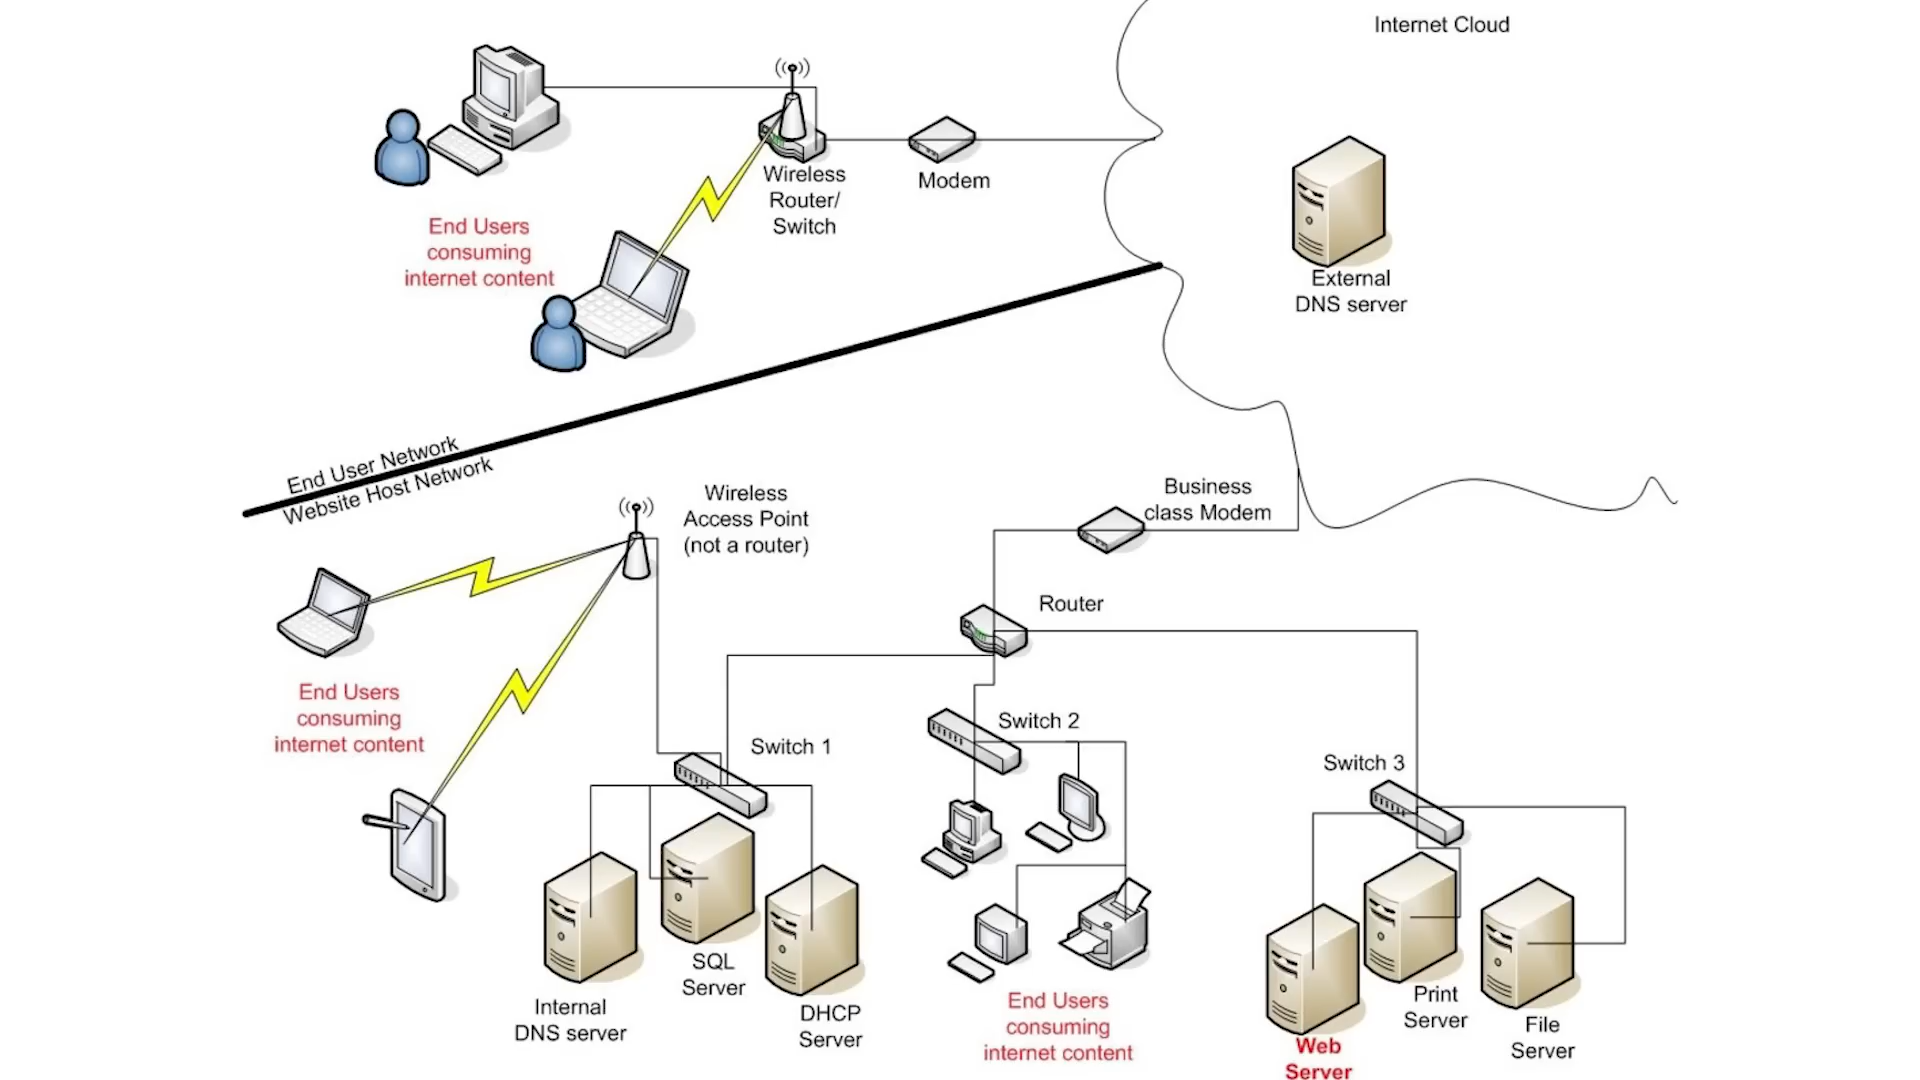 Internet Cloud
Wireless
Router/
Switch
Modem
End Users
consuming
internet content
External
DNS server
End User Network
Website Host Network
Wireless
Access Point
(not a router)
Business
class Modem
Router
End Users
consuming
internet content
Switch 1
Switch 2
Switch 3
Internal
DNS server
SQL
Server
DHCP
Server
End Users
consuming
internet content
Web
Server
Print
Server
File
Server